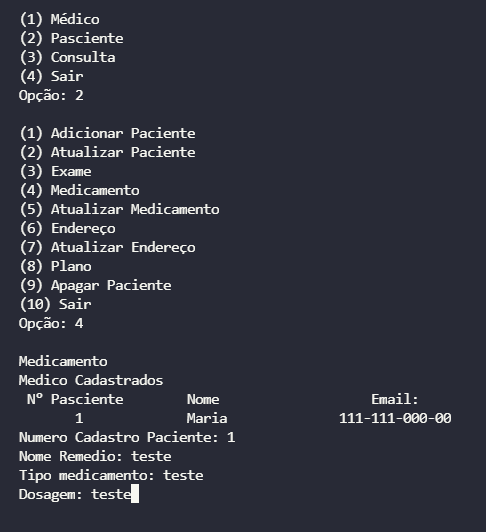 (1) Médico
(2) Pasciente
(3) Consulta
(4) Sair
Opção: 2
(1) Adicionar Paciente
(2) Atualizar Paciente
(3) Exame
(4) Medicamento
(5) Atualizar Medicamento
(6) Endereço
(7) Atualizar Endereço
(8) Plano
(9) Apagar Paciente
(10) Sair
Opção: 4
Medicamento
Medico Cadastrados
Nº Pasciente Nome Email:
1 Maria 111-111-000-00
Numero Cadastro Paciente: 1
Nome Remedio: teste
Tipo medicamento: teste
Dosagem: teste